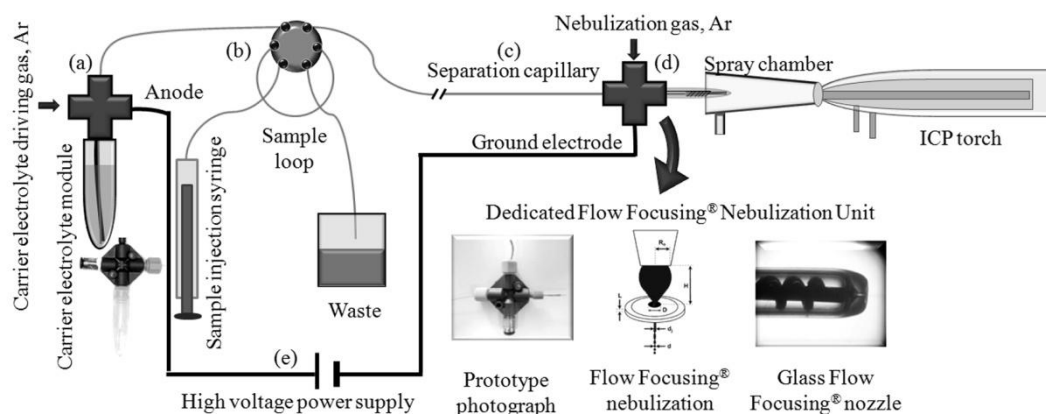 Nebulization gas, Ar
Carrier electrolyte driving gas, Ar
(a)
(b)
(c)
(d)
Separation capillary
Spray chamber
Anode
Sample
loop
Ground electrode
ICP torch
Carrier electrolyte module
Sample injection syringe
Dedicated Flow Focusing® Nebulization Unit
Waste
(e)
High voltage power supply
H
D
d
Prototype
photograph
Flow Focusing®
nebulization
Glass Flow
Focusing® nozzle